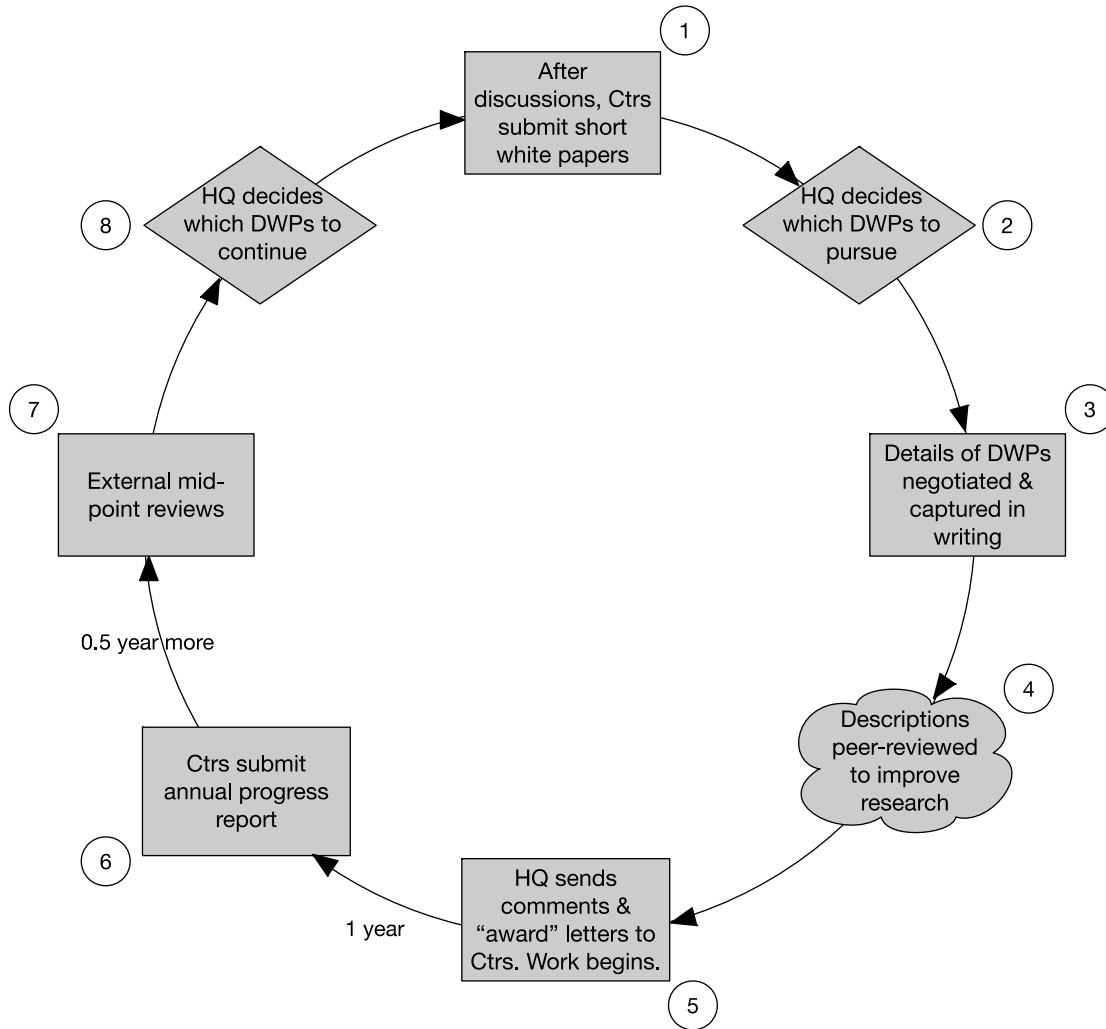 1
After
discussions, Ctrs
submit short
white papers
2
HQ decides
which DWPs to
pursue
3
Details of DWPs
negotiated &
captured in
writing
4
Descriptions
peer-reviewed
to improve
research
5
HQ sends
comments &
“award” letters to
Ctrs. Work begins.
1 year
6
Ctrs submit
annual progress
report
0.5 year more
7
External mid-
point reviews
8
HQ decides
which DWPs to
continue